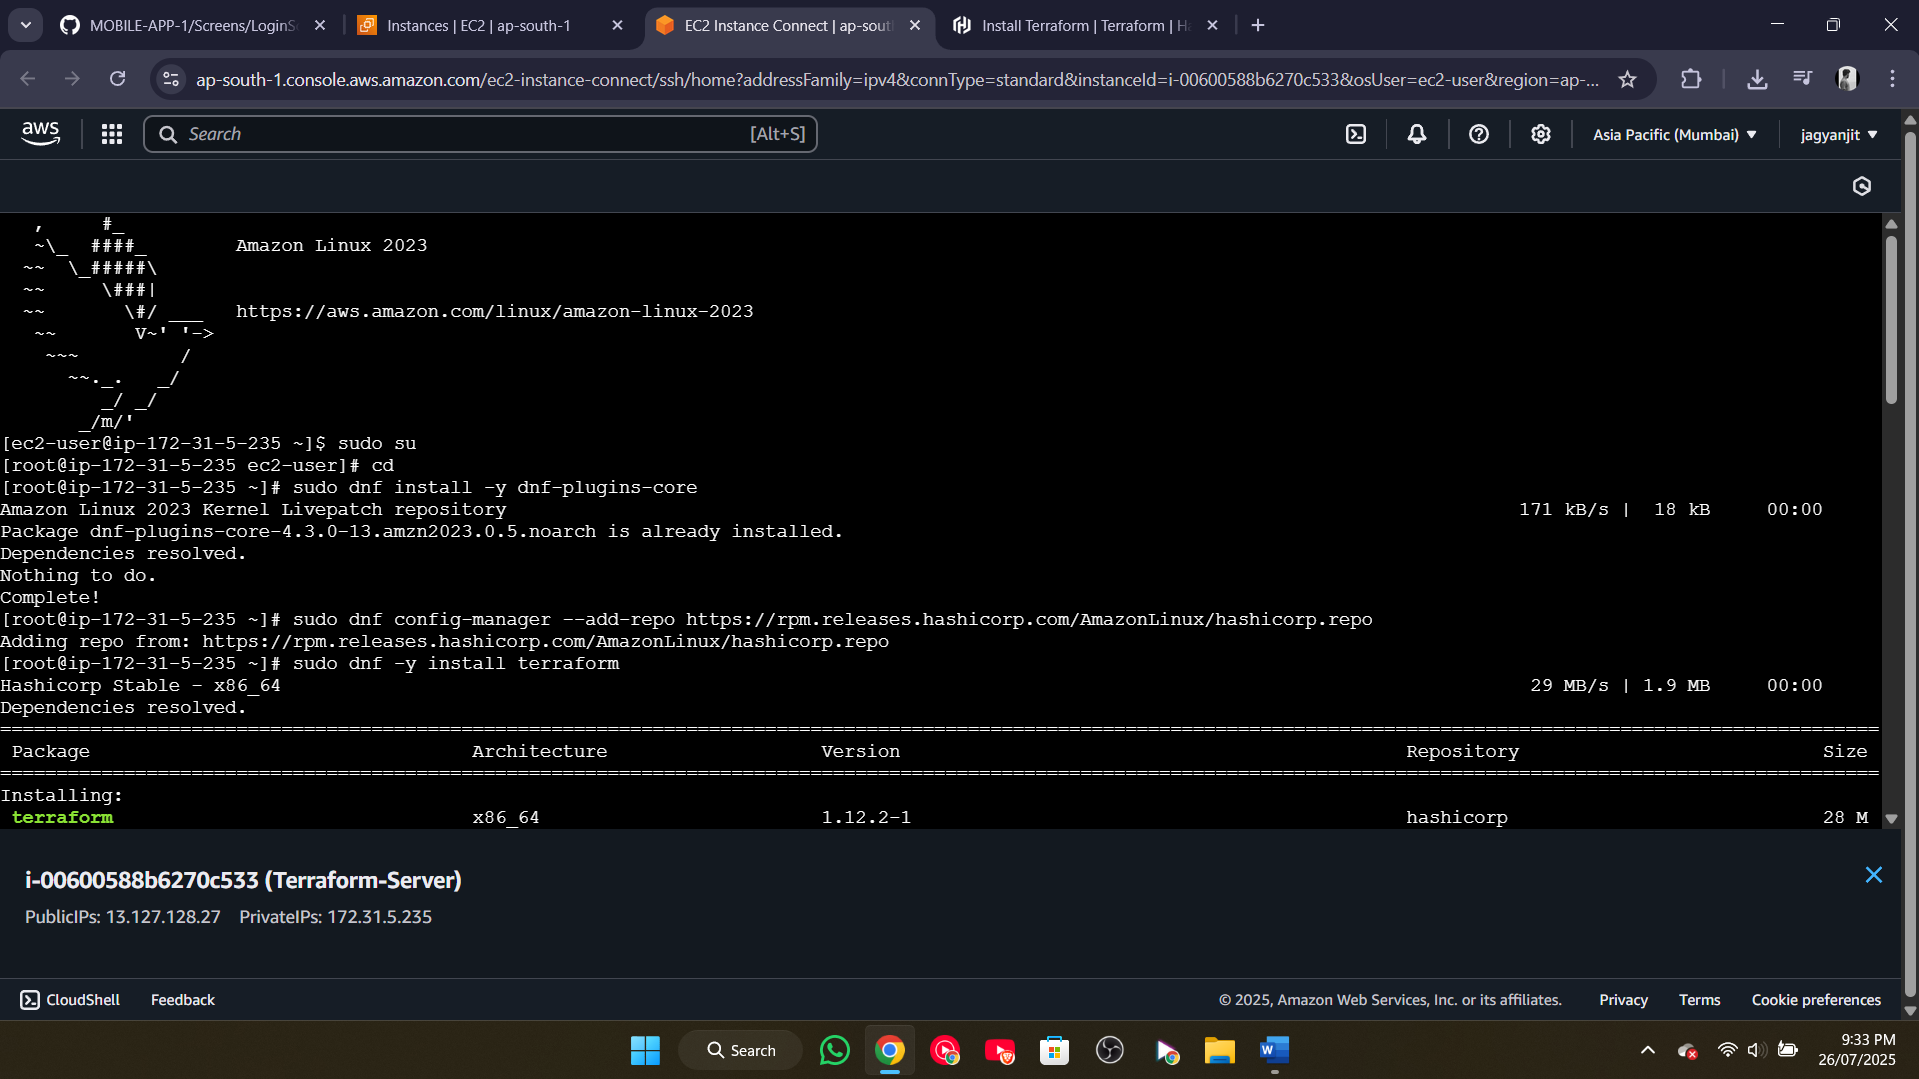 MOBILE-APP-1/Screens/LoginSc
Instances | EC2 | ap-south-1
EC2 Instance Connect | ap-sout
Install Terraform | Terraform | Ha
ap-south-1.console.aws.amazon.com/ec2-instance-connect/ssh/home?addressFamily=ipv4&connType=standard&instanceId=i-00600588b6270c533&osUser=ec2-user&region=ap-...
aws
Search [Alt+S]
Asia Pacific (Mumbai)
jagyanjit
   ,     #_
   ~\_  ####_        Amazon Linux 2023
  ~~  \_#####\
  ~~     \###|
  ~~       \#/ ___   https://aws.amazon.com/linux/amazon-linux-2023
   ~~       V~' '->
    ~~~         /
      ~~._.   _/
         _/ _/
       _/m/'
[ec2-user@ip-172-31-5-235 ~]$ sudo su
[root@ip-172-31-5-235 ec2-user]# cd
[root@ip-172-31-5-235 ~]# sudo dnf install -y dnf-plugins-core
Amazon Linux 2023 Kernel Livepatch repository 171 kB/s | 18 kB 00:00
Package dnf-plugins-core-4.3.0-13.amzn2023.0.5.noarch is already installed.
Dependencies resolved.
Nothing to do.
Complete!
[root@ip-172-31-5-235 ~]# sudo dnf config-manager --add-repo https://rpm.releases.hashicorp.com/AmazonLinux/hashicorp.repo
Adding repo from: https://rpm.releases.hashicorp.com/AmazonLinux/hashicorp.repo
[root@ip-172-31-5-235 ~]# sudo dnf -y install terraform
Hashicorp Stable - x86_64 29 MB/s | 1.9 MB 00:00
Dependencies resolved.
Package Architecture Version Repository Size
Installing:
terraform x86_64 1.12.2-1 hashicorp 28 M
i-00600588b6270c533 (Terraform-Server)
PublicIPs: 13.127.128.27 PrivateIPs: 172.31.5.235
CloudShell Feedback © 2025, Amazon Web Services, Inc. or its affiliates. Privacy Terms Cookie preferences
Search
9:33 PM
26/07/2025